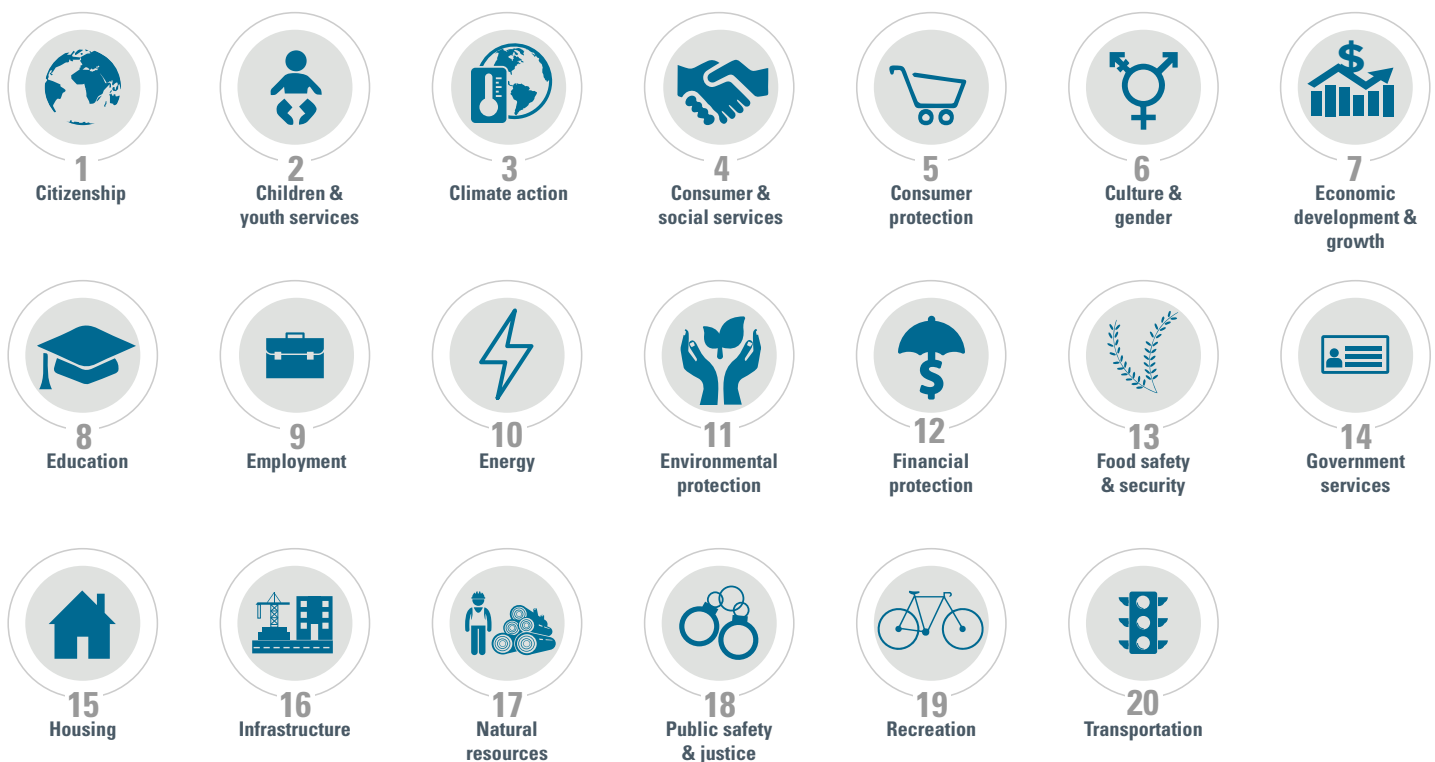 1
Citizenship
2
Children &
youth services
3
Climate action
4
Consumer &
social services
5
Consumer
protection
6
Culture &
gender
$
7
Economic
development &
growth
8
Education
9
Employment
10
Energy
11
Environmental
protection
$
12
Financial
protection
13
Food safety
& security
14
Government
services
15
Housing
16
Infrastructure
17
Natural
resources
18
Public safety
& justice
19
Recreation
20
Transportation